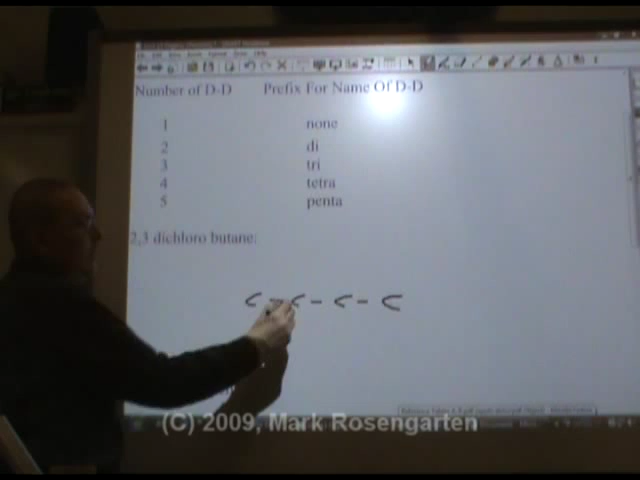 Number of D-D Prefix For Name Of D-D
1 none
2 di
3 tri
4 tetra
5 penta
2,3 dichloro butane:
C - C - C - C
(C) 2009, Mark Rosengarten